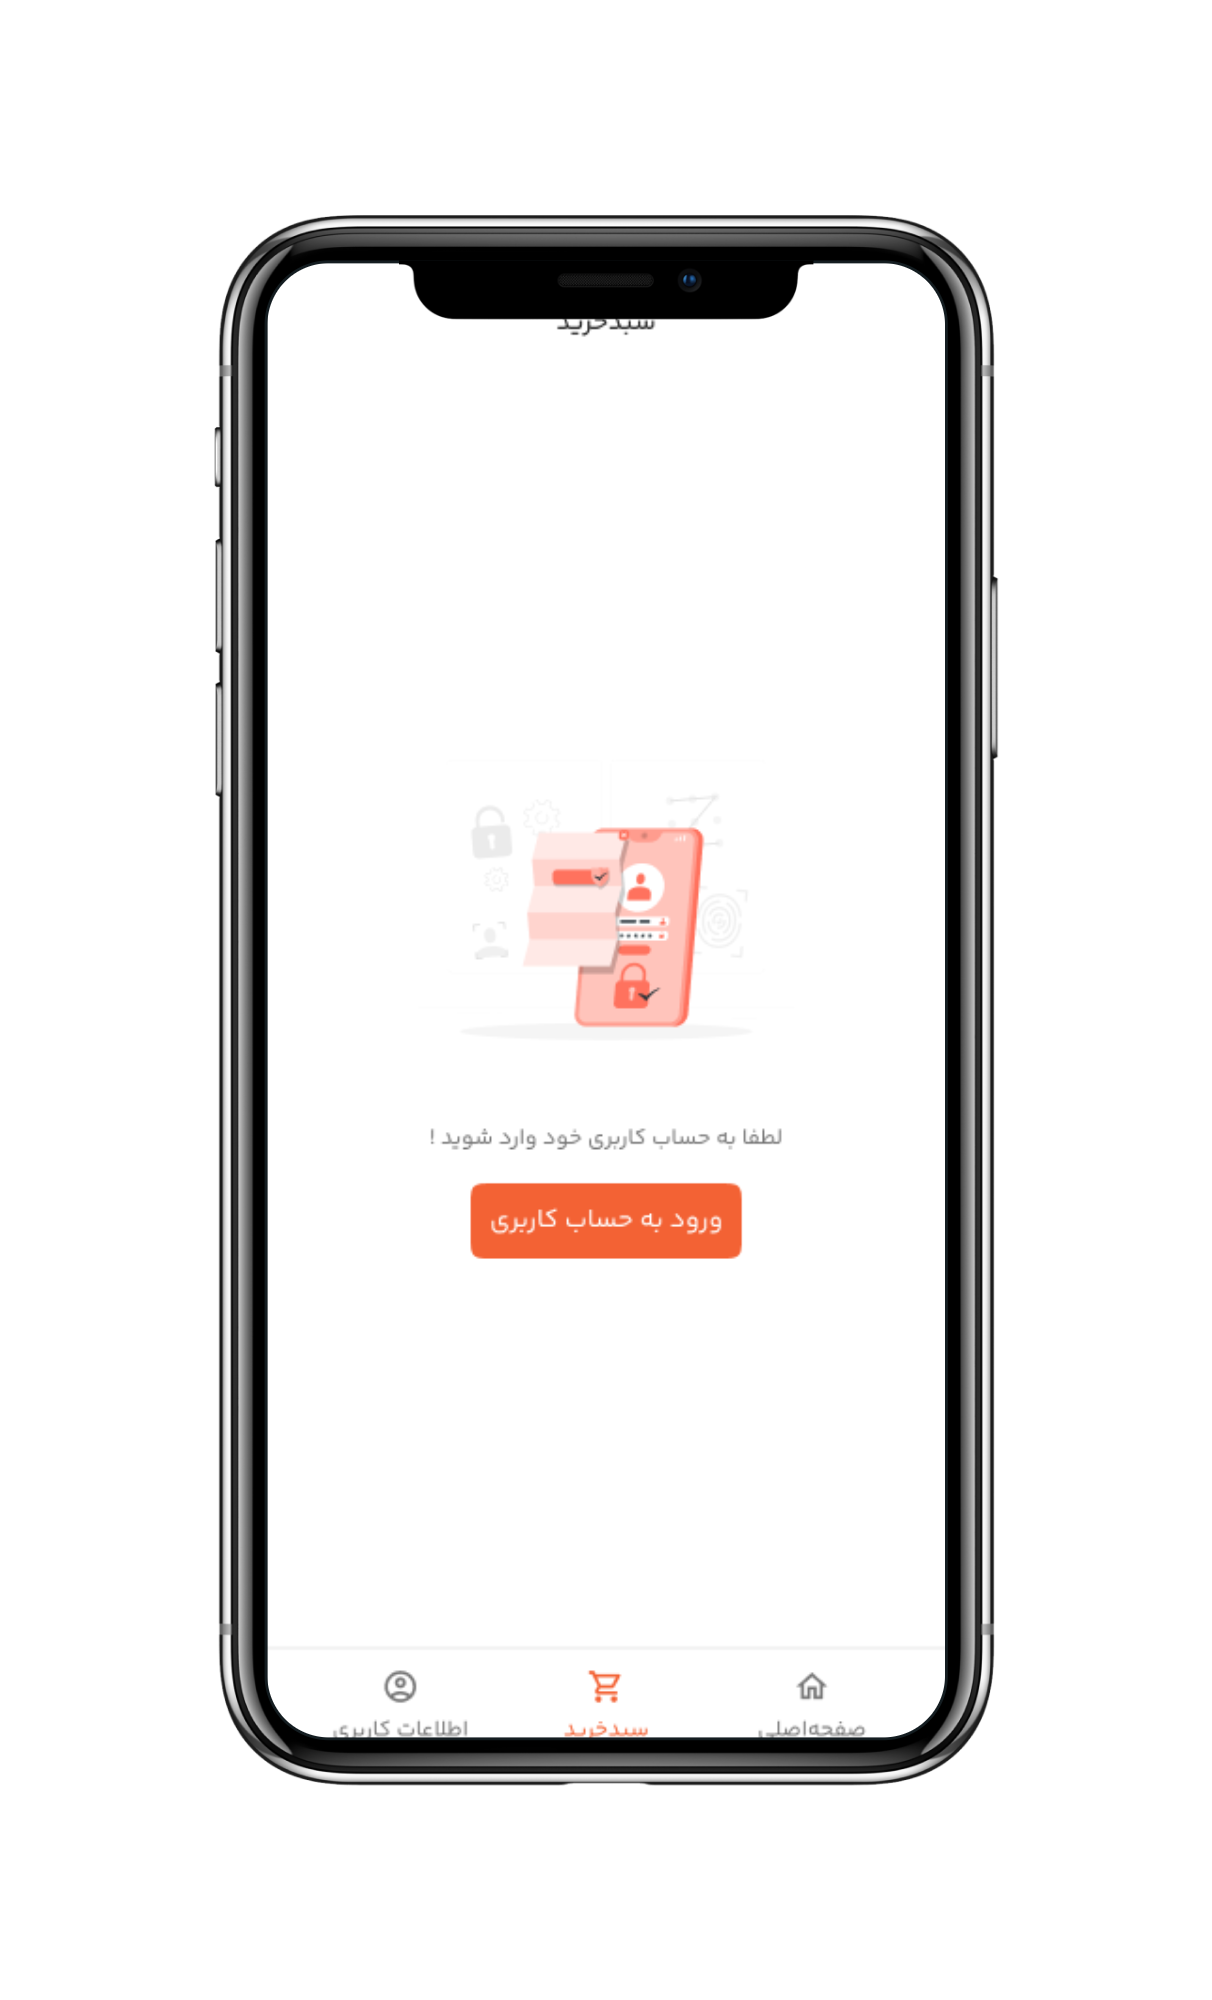 سبدخرید
لطفا به حساب کاربری خود وارد شوید !
ورود به حساب کاربری
صفحه‌اصلی
سبدخرید
اطلاعات کاربری